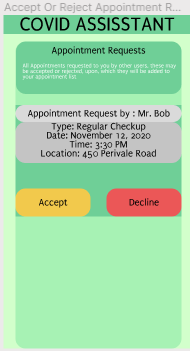 Accept Or Reject Appointment R...
COVID ASSISSTANT
Appointment Requests
All Appointments requested to you by other users, these may
be accepted or rejected, upon, which they will be added to
your appointment list
Appointment Request by : Mr. Bob
Type: Regular Checkup
Date: November 12, 2020
Time: 3:30 PM
Location: 450 Perivale Road
Accept
Decline